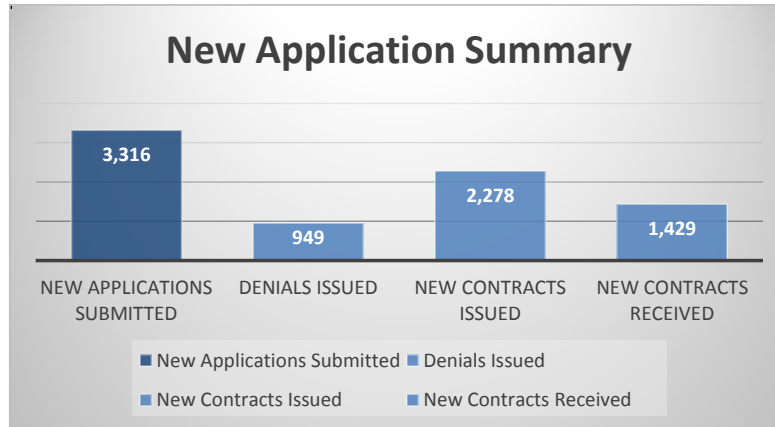 New Application Summary
3,316
949
2,278
1,429
NEW APPLICATIONS
SUBMITTED
DENIALS ISSUED
NEW CONTRACTS
ISSUED
NEW CONTRACTS
RECEIVED
New Applications Submitted
Denials Issued
New Contracts Issued
New Contracts Received